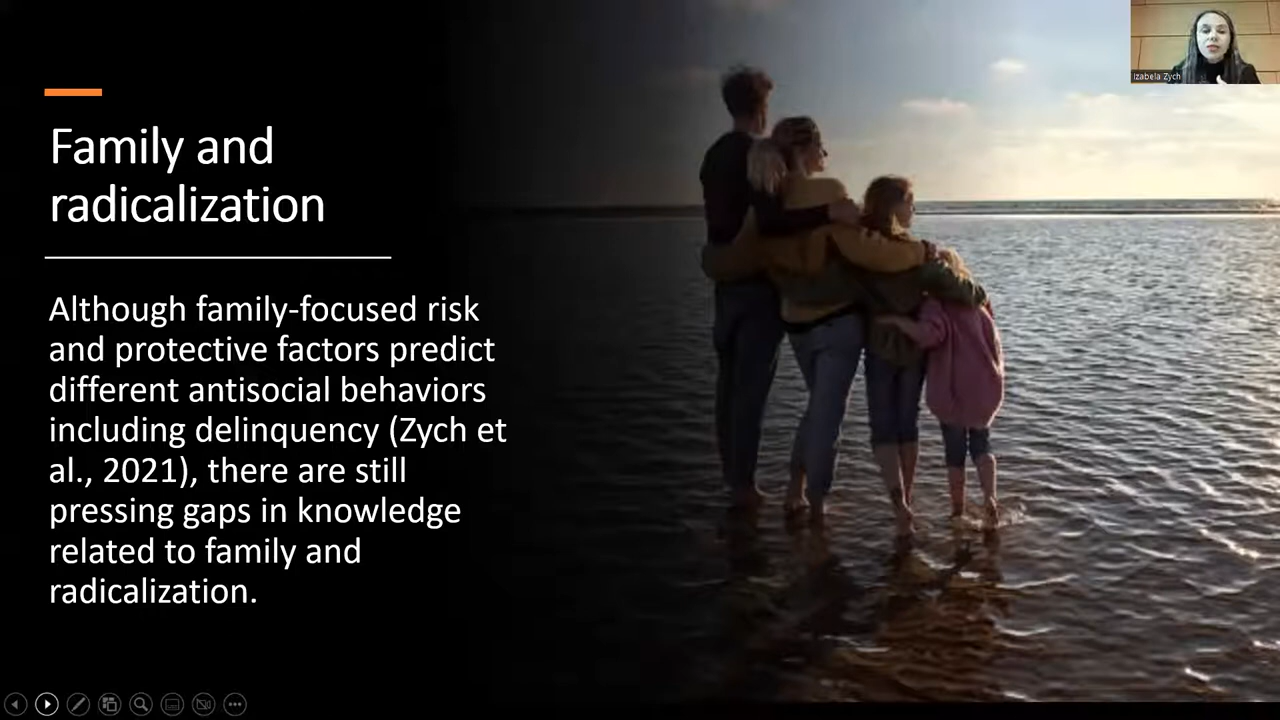 Izabela Zych
Family and
radicalization
Although family-focused risk
and protective factors predict
different antisocial behaviors
including delinquency (Zych et
al., 2021), there are still
pressing gaps in knowledge
related to family and
radicalization.